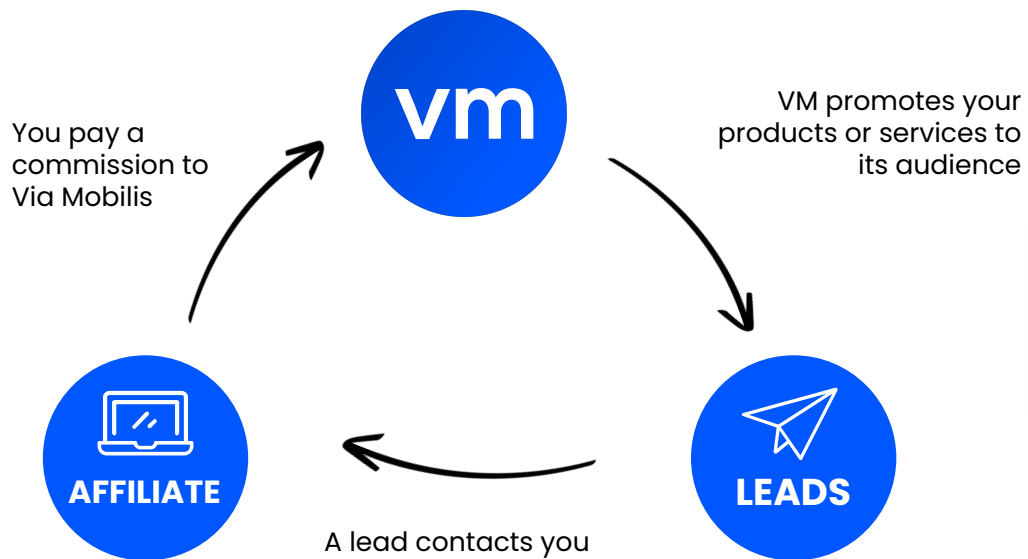 vm
VM promotes your
products or services to
its audience
You pay a
commission to
Via Mobilis
AFFILIATE
LEADS
A lead contacts you